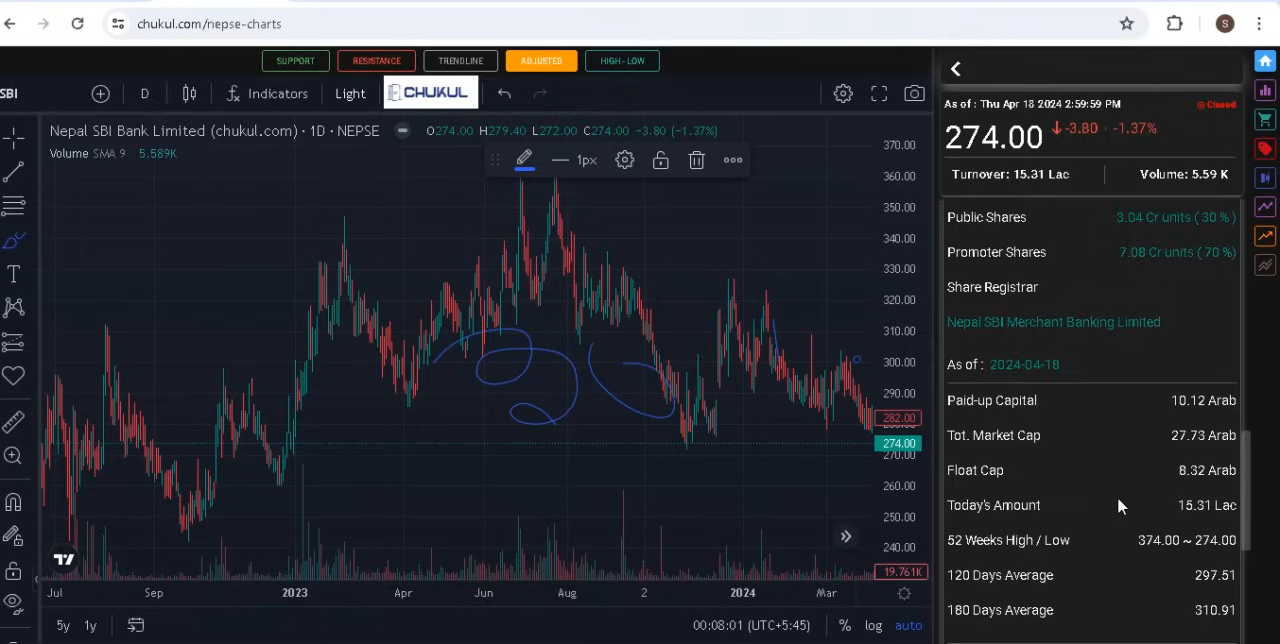 chukul.com/nepse-charts
S
SUPPORT RESISTANCE TRENDLINE ADJUSTED HIGH-LOW
SBI D Indicators Light CHUKUL
Nepal SBI Bank Limited (chukul.com) · 1D · NEPSE O274.00 H279.40 L272.00 C274.00 -3.80 (-1.37%)
Volume SMA 9 5.589K
1px
370.00
360.00
350.00
340.00
330.00
320.00
310.00
300.00
290.00
282.00
274.00
270.00
260.00
250.00
240.00
19.761K
Jul Sep 2023 Apr Jun Aug 2 2024 Mar
5y 1y 00:08:01 (UTC+5:45) % log auto
As of : Thu Apr 18 2024 2:59:59 PM Closed
274.00 -3.80 -1.37%
Turnover: 15.31 Lac Volume: 5.59 K
Public Shares 3.04 Cr units ( 30 % )
Promoter Shares 7.08 Cr units ( 70 %)
Share Registrar
Nepal SBI Merchant Banking Limited
As of : 2024-04-18
Paid-up Capital 10.12 Arab
Tot. Market Cap 27.73 Arab
Float Cap 8.32 Arab
Today's Amount 15.31 Lac
52 Weeks High / Low 374.00 ~ 274.00
120 Days Average 297.51
180 Days Average 310.91